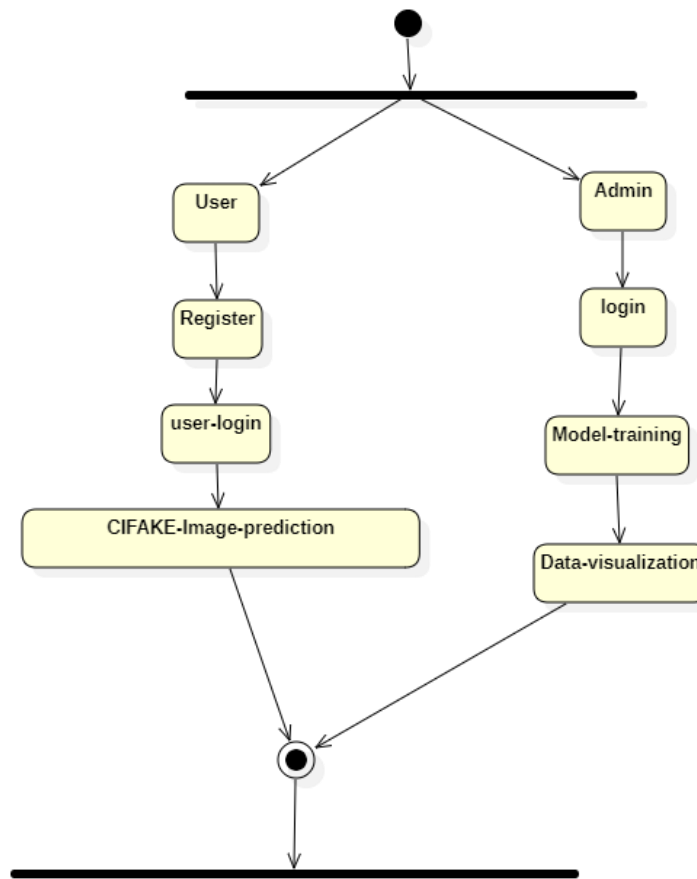 User
Admin
Register
login
user-login
Model-training
CIFAKE-Image-prediction
Data-visualization